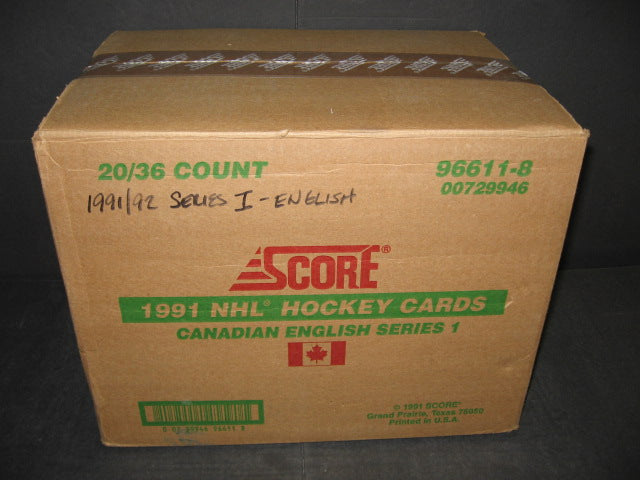 20/36 COUNT
96611-8
00729946
1991/92 SERIES I - ENGLISH
SCORE®
1991 NHL® HOCKEY CARDS
CANADIAN ENGLISH SERIES 1
© 1991 SCORE®
Grand Prairie, Texas 75050
Printed in U.S.A.